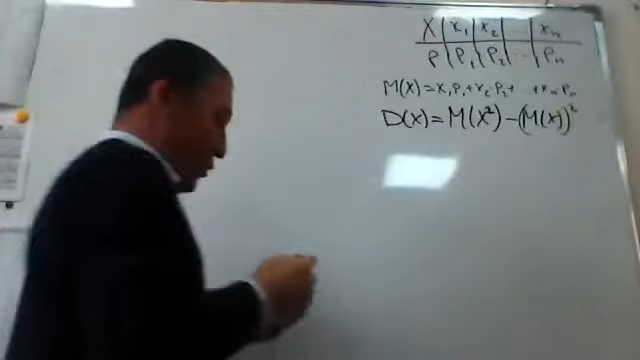 X | x₁ | x₂ | ... | xₙ
P | P₁ | P₂ | ... | Pₙ
M(X) = x₁P₁ + x₂P₂ + ... + xₙPₙ
D(X) = M(X²) - (M(X))²